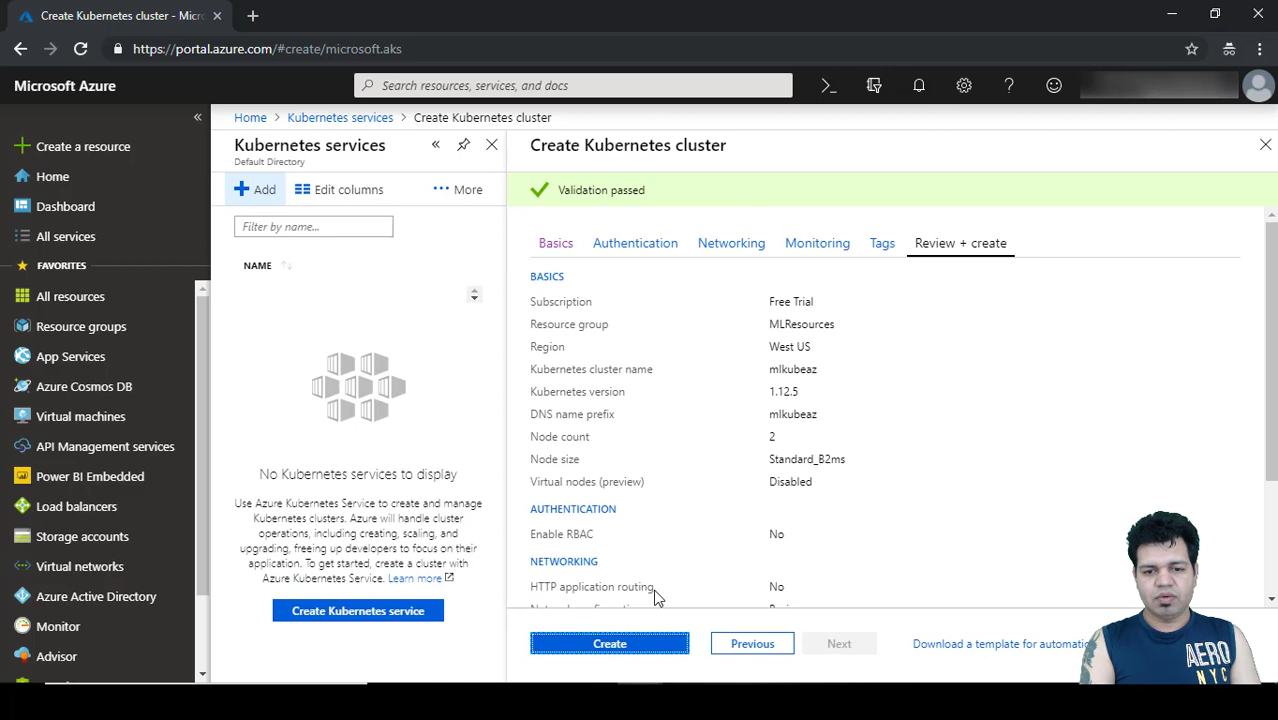 Create Kubernetes cluster - Micro
https://portal.azure.com/#create/microsoft.aks
Microsoft Azure
Search resources, services, and docs
Create a resource
Home
Dashboard
All services
FAVORITES
All resources
Resource groups
App Services
Azure Cosmos DB
Virtual machines
API Management services
Power BI Embedded
Load balancers
Storage accounts
Virtual networks
Azure Active Directory
Monitor
Advisor
Home > Kubernetes services > Create Kubernetes cluster
Kubernetes services
Default Directory
Add
Edit columns
More
Filter by name...
NAME
No Kubernetes services to display
Use Azure Kubernetes Service to create and manage
Kubernetes clusters. Azure will handle cluster
operations, including creating, scaling, and
upgrading, freeing up developers to focus on their
application. To get started, create a cluster with
Azure Kubernetes Service. Learn more
Create Kubernetes service
Create Kubernetes cluster
Validation passed
Basics Authentication Networking Monitoring Tags Review + create
BASICS
Subscription Free Trial
Resource group MLResources
Region West US
Kubernetes cluster name mlkubeaz
Kubernetes version 1.12.5
DNS name prefix mlkubeaz
Node count 2
Node size Standard_B2ms
Virtual nodes (preview) Disabled
AUTHENTICATION
Enable RBAC No
NETWORKING
HTTP application routing No
Create
Previous
Next
Download a template for automatic
AERO
NYC